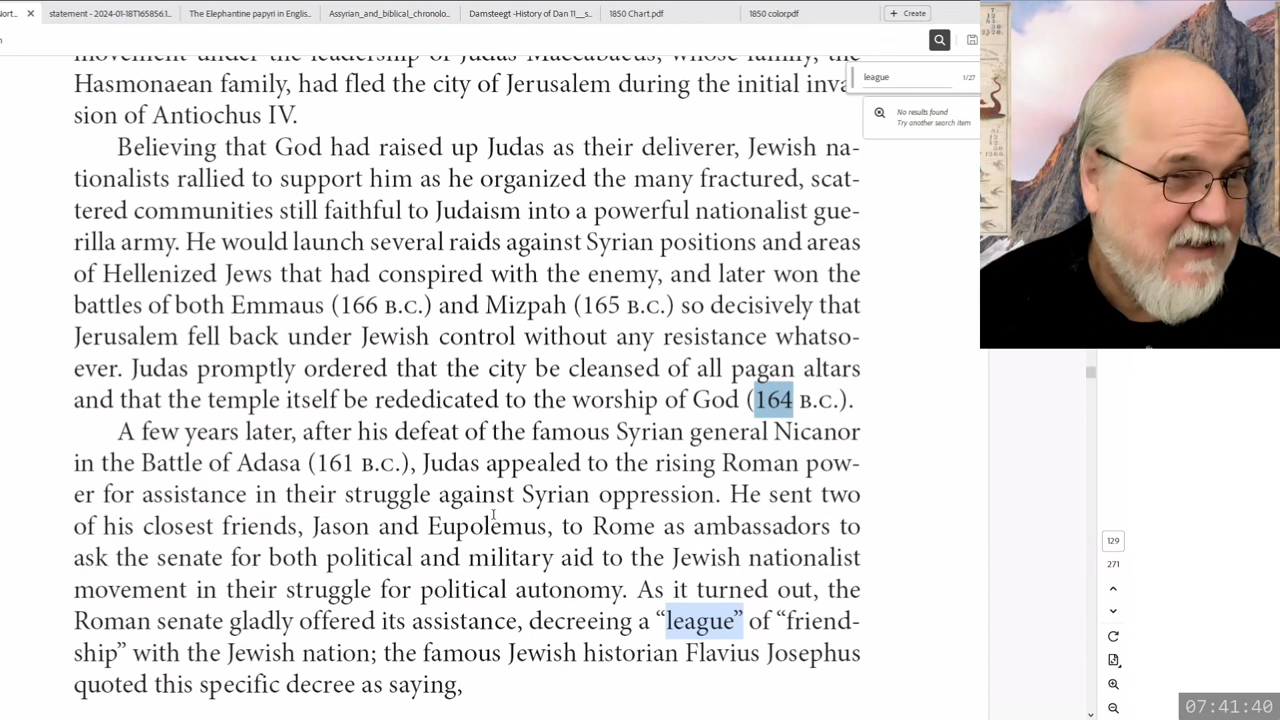 Nort...
statement - 2024-01-18T165856.1...
The Elephantine papyri in Englis...
Assyrian_and_biblical_chronolo...
Damsteegt -History of Dan 11__s...
1850 Chart.pdf
1850 color.pdf
Create
league
1/27
No results found
Try another search item
movement under the leadership of Judas Maccabaeus, whose family, the
Hasmonaean family, had fled the city of Jerusalem during the initial inva-
sion of Antiochus IV.
Believing that God had raised up Judas as their deliverer, Jewish na-
tionalists rallied to support him as he organized the many fractured, scat-
tered communities still faithful to Judaism into a powerful nationalist gue-
rilla army. He would launch several raids against Syrian positions and areas
of Hellenized Jews that had conspired with the enemy, and later won the
battles of both Emmaus (166 B.C.) and Mizpah (165 B.C.) so decisively that
Jerusalem fell back under Jewish control without any resistance whatso-
ever. Judas promptly ordered that the city be cleansed of all pagan altars
and that the temple itself be rededicated to the worship of God (164 B.C.).
A few years later, after his defeat of the famous Syrian general Nicanor
in the Battle of Adasa (161 B.C.), Judas appealed to the rising Roman pow-
er for assistance in their struggle against Syrian oppression. He sent two
of his closest friends, Jason and Eupolemus, to Rome as ambassadors to
ask the senate for both political and military aid to the Jewish nationalist
movement in their struggle for political autonomy. As it turned out, the
Roman senate gladly offered its assistance, decreeing a “league” of “friend-
ship” with the Jewish nation; the famous Jewish historian Flavius Josephus
quoted this specific decree as saying,
129
271
07:41:40